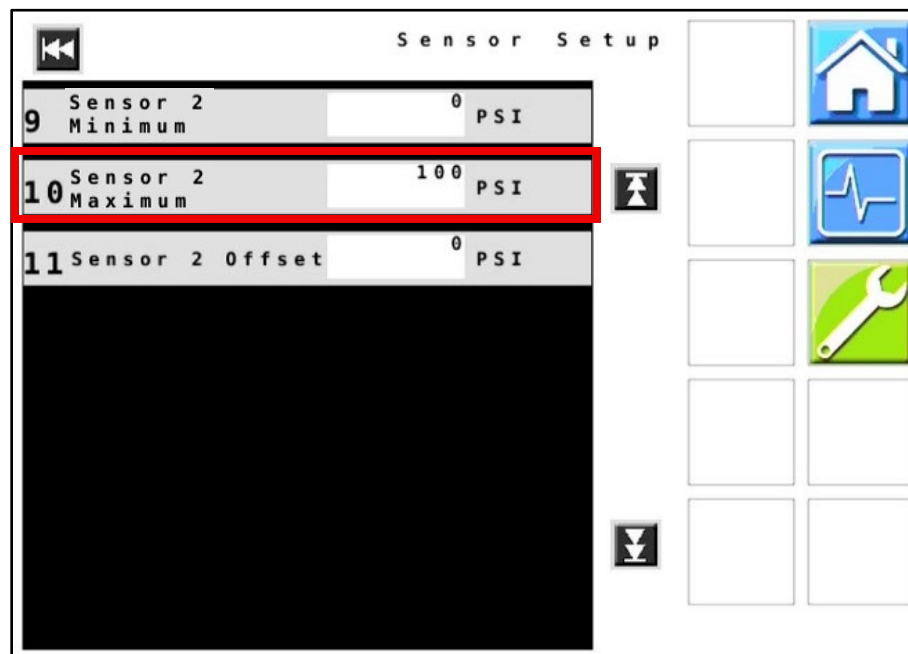 Sensor Setup
9 Sensor 2
Minimum
0 PSI
10 Sensor 2
Maximum
100 PSI
11 Sensor 2 Offset 0 PSI